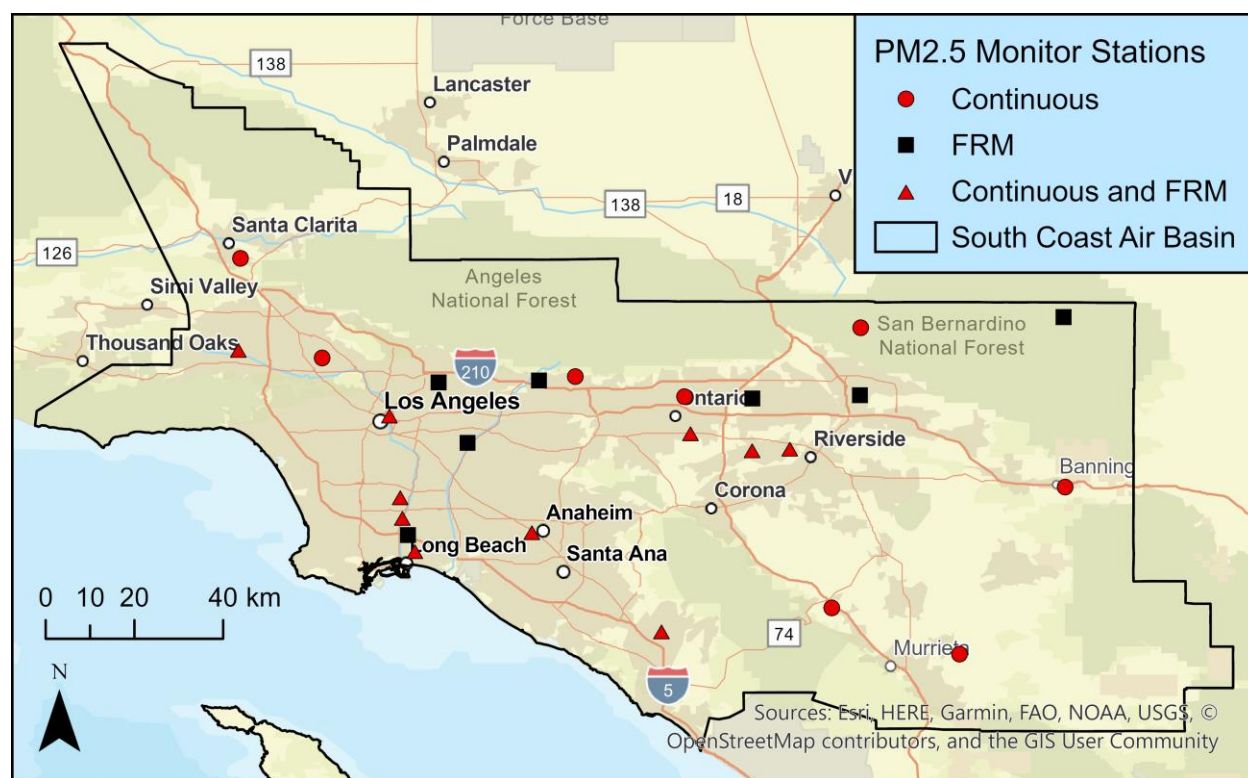 Force Base
PM2.5 Monitor Stations
Continuous
FRM
Continuous and FRM
South Coast Air Basin
138
Lancaster
Palmdale
138
18
V
Santa Clarita
126
Angeles
National Forest
Simi Valley
San Bernardino
National Forest
Thousand Oaks
210
Los Angeles
Ontario
Riverside
Banning
Corona
Anaheim
Long Beach
Santa Ana
0 10 20 40 km
74
Murrieta
N
5
Sources: Esri, HERE, Garmin, FAO, NOAA, USGS, ©
OpenStreetMap contributors, and the GIS User Community